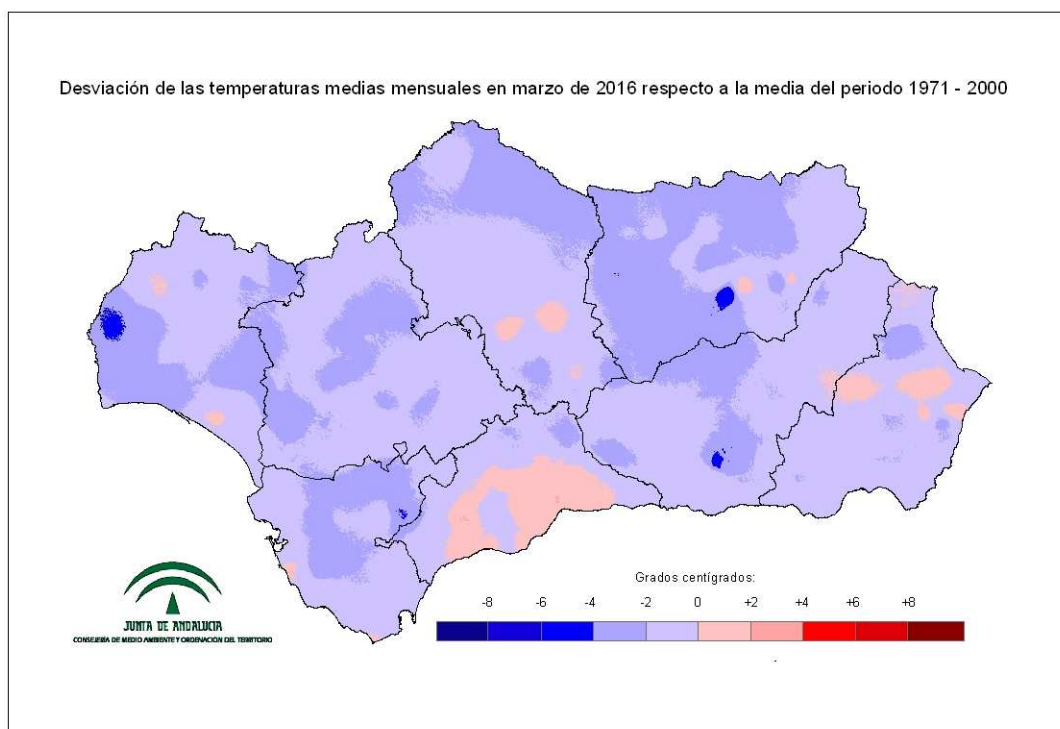 Desviación de las temperaturas medias mensuales en marzo de 2016 respecto a la media del periodo 1971 - 2000
Grados centígrados:
-8 -6 -4 -2 0 +2 +4 +6 +8
JUNTA DE ANDALUCIA
CONSEJERÍA DE MEDIO AMBIENTE Y ORDENACIÓN DEL TERRITORIO